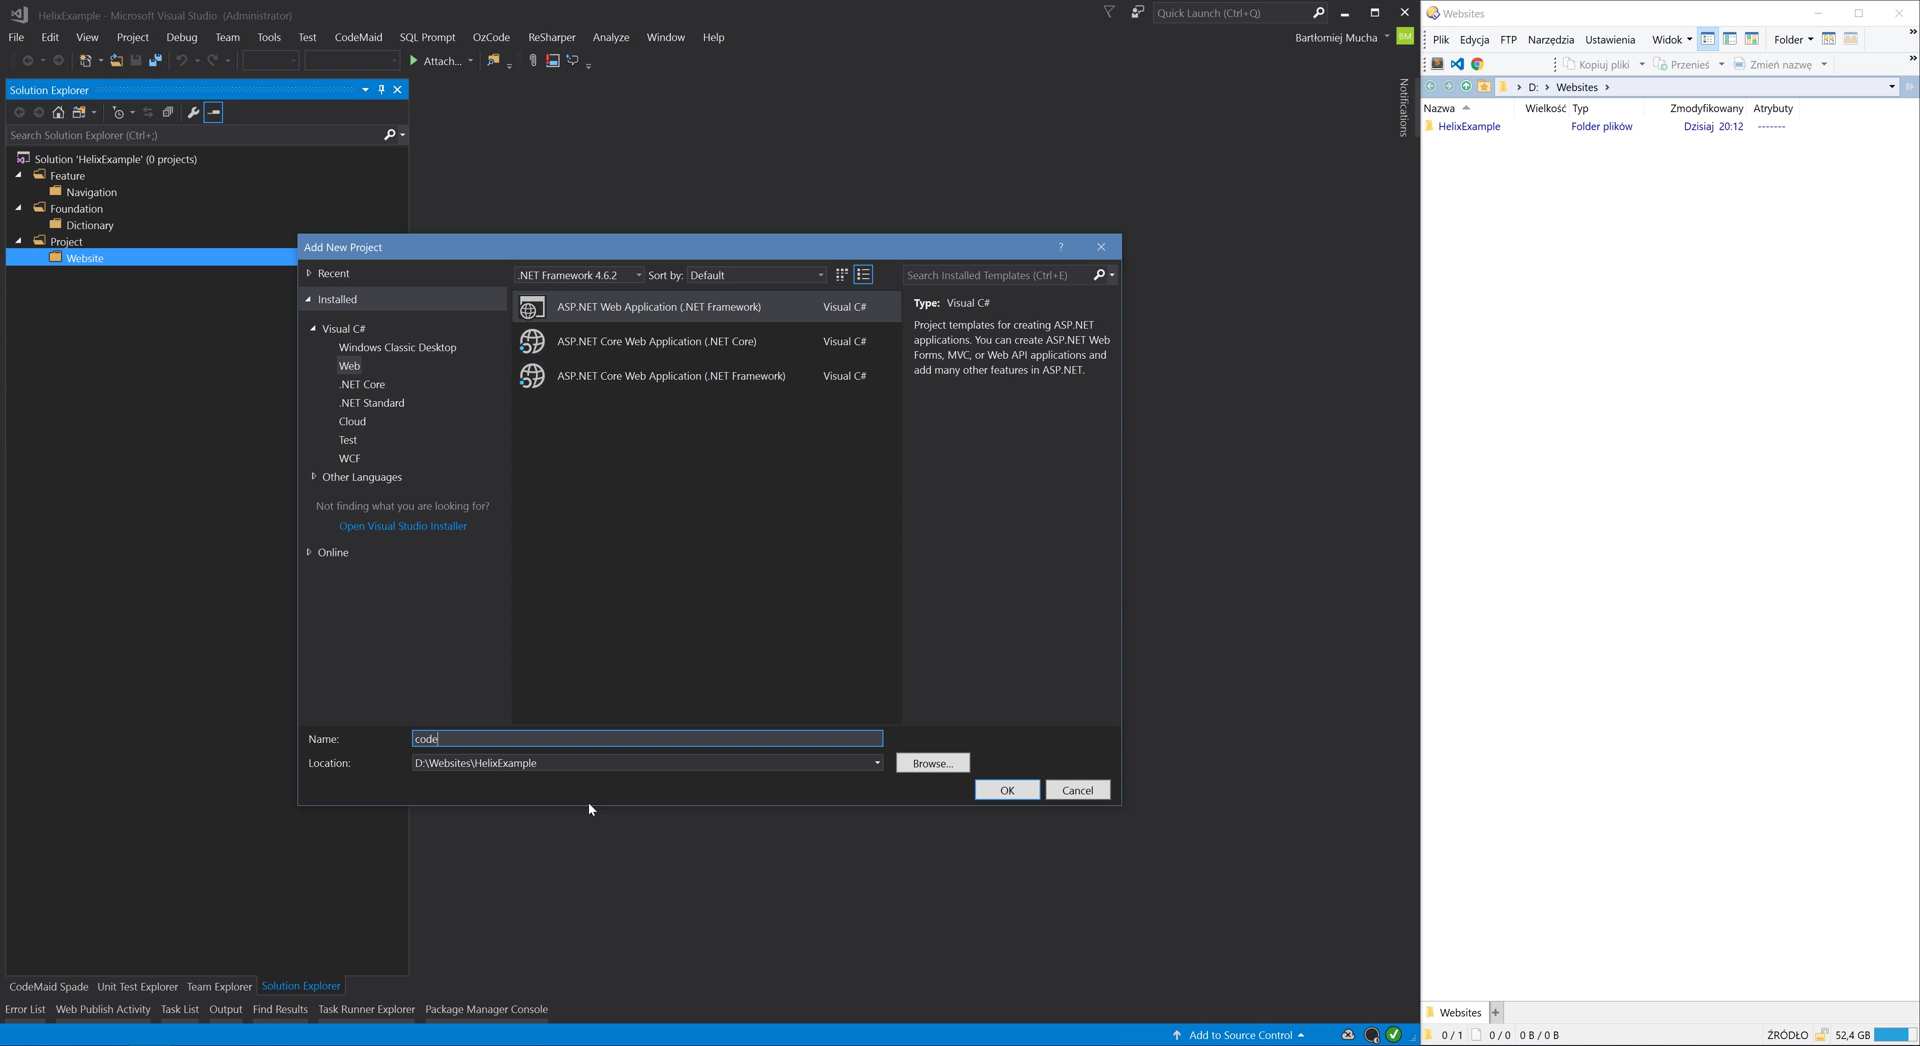 HelixExample - Microsoft Visual Studio (Administrator)
Quick Launch (Ctrl+Q)
File Edit View Project Debug Team Tools Test CodeMaid SQL Prompt OzCode ReSharper Analyze Window Help
Bartłomiej Mucha BM
Attach...
Solution Explorer
Search Solution Explorer (Ctrl+;)
Solution 'HelixExample' (0 projects)
Feature
Navigation
Foundation
Dictionary
Project
Website
Notifications
Add New Project ?
Recent
.NET Framework 4.6.2 Sort by: Default
Search Installed Templates (Ctrl+E)
Installed
Visual C#
Windows Classic Desktop
Web
.NET Core
.NET Standard
Cloud
Test
WCF
Other Languages
Not finding what you are looking for?
Open Visual Studio Installer
Online
ASP.NET Web Application (.NET Framework) Visual C#
ASP.NET Core Web Application (.NET Core) Visual C#
ASP.NET Core Web Application (.NET Framework) Visual C#
Type: Visual C#
Project templates for creating ASP.NET
applications. You can create ASP.NET Web
Forms, MVC, or Web API applications and
add many other features in ASP.NET.
Name: code
Location: D:\Websites\HelixExample Browse...
OK Cancel
CodeMaid Spade Unit Test Explorer Team Explorer Solution Explorer
Error List Web Publish Activity Task List Output Find Results Task Runner Explorer Package Manager Console
Add to Source Control
Websites
Plik Edycja FTP Narzędzia Ustawienia Widok Folder
Kopiuj pliki Przenieś Zmień nazwę
D: Websites
Nazwa Wielkość Typ Zmodyfikowany Atrybuty
HelixExample Folder plików Dzisiaj 20:12 -------
Websites +
0 / 1 0 / 0 0 B / 0 B ŹRÓDŁO 52,4 GB